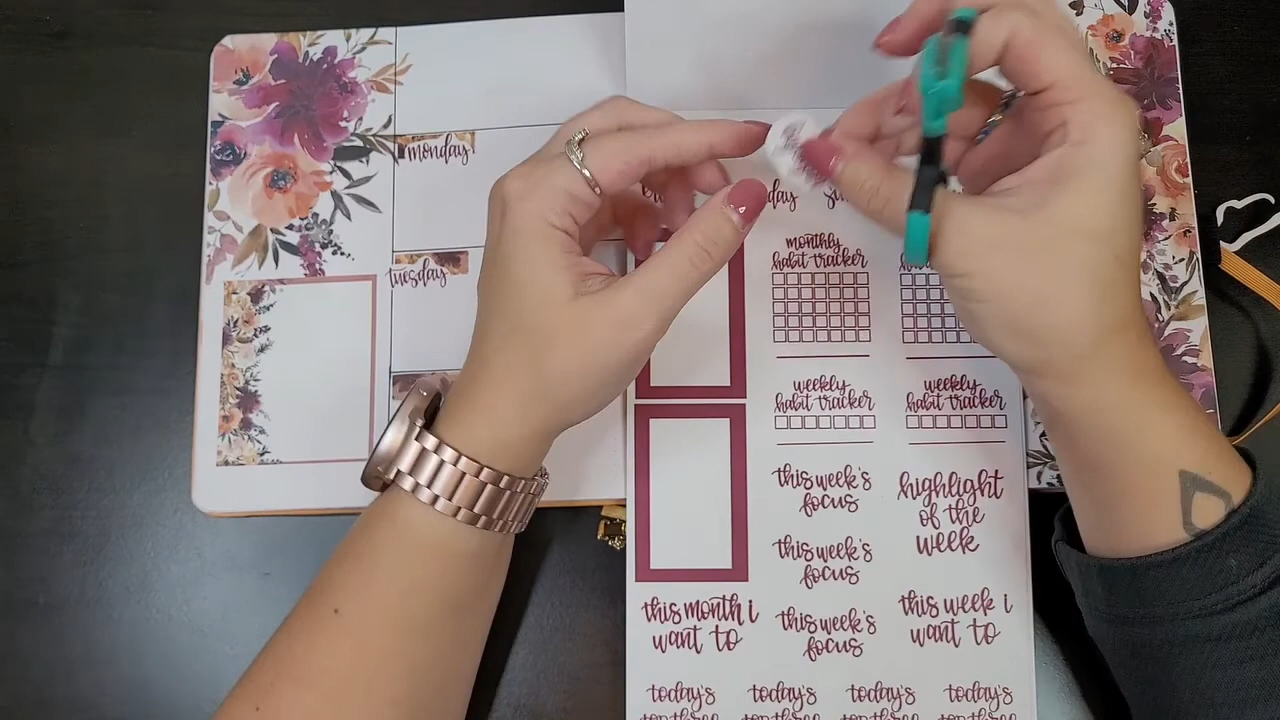 monday
tuesday
monthly
habit tracker
weekly
habit tracker
weekly
habit tracker
this week's
focus
highlight
of the
week
this week's
focus
this month i
want to
this week's
focus
this week i
want to
today's
today's
today's
today's